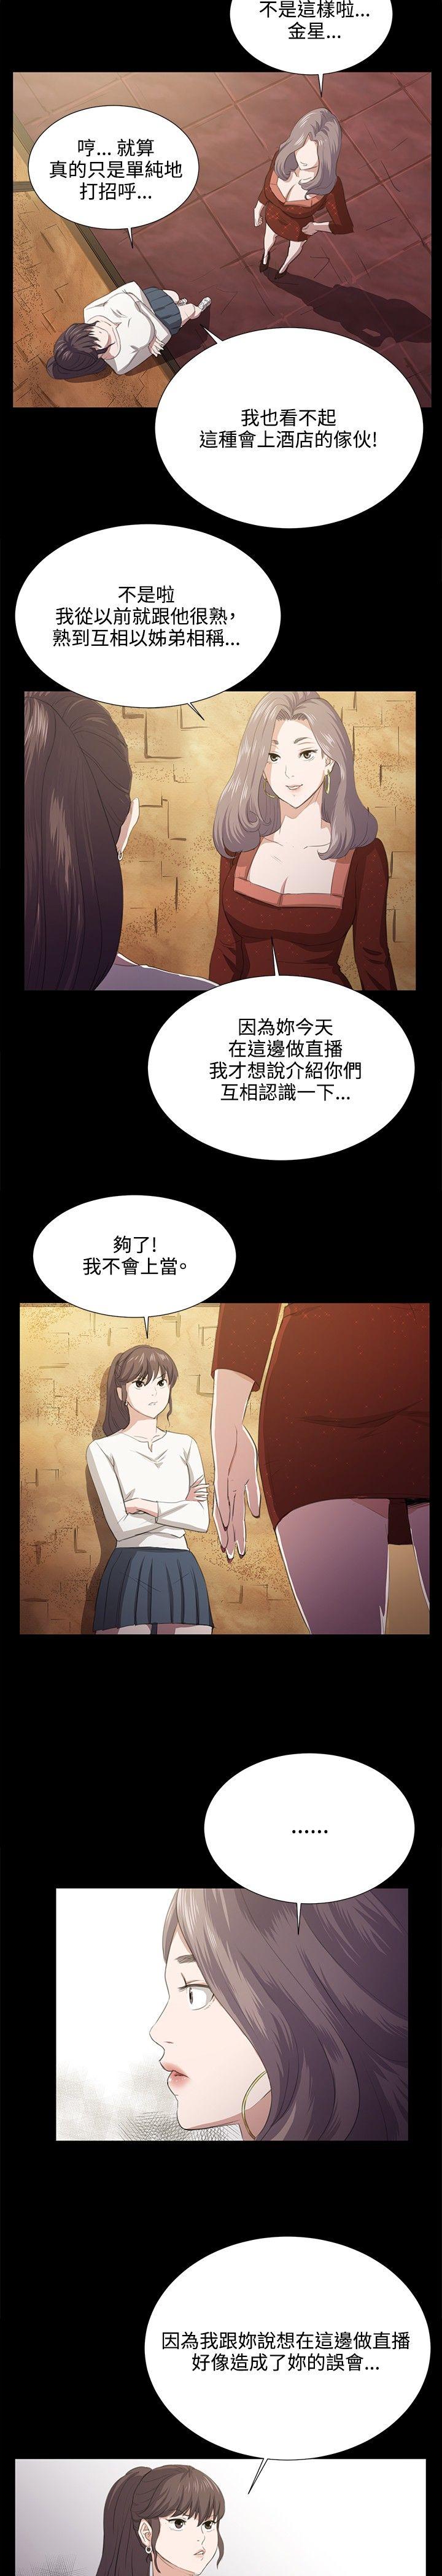 不是這樣啦...
金星...
哼... 就算
真的只是單純地
打招呼...
我也看不起
這種會上酒店的傢伙!
不是啦
我從以前就跟他很熟,
熟到互相以姊弟相稱...
因為妳今天
在這邊做直播
我才想說介紹你們
互相認識一下...
夠了!
我不會上當。
......
因為我跟妳說想在這邊做直播
好像造成了妳的誤會...